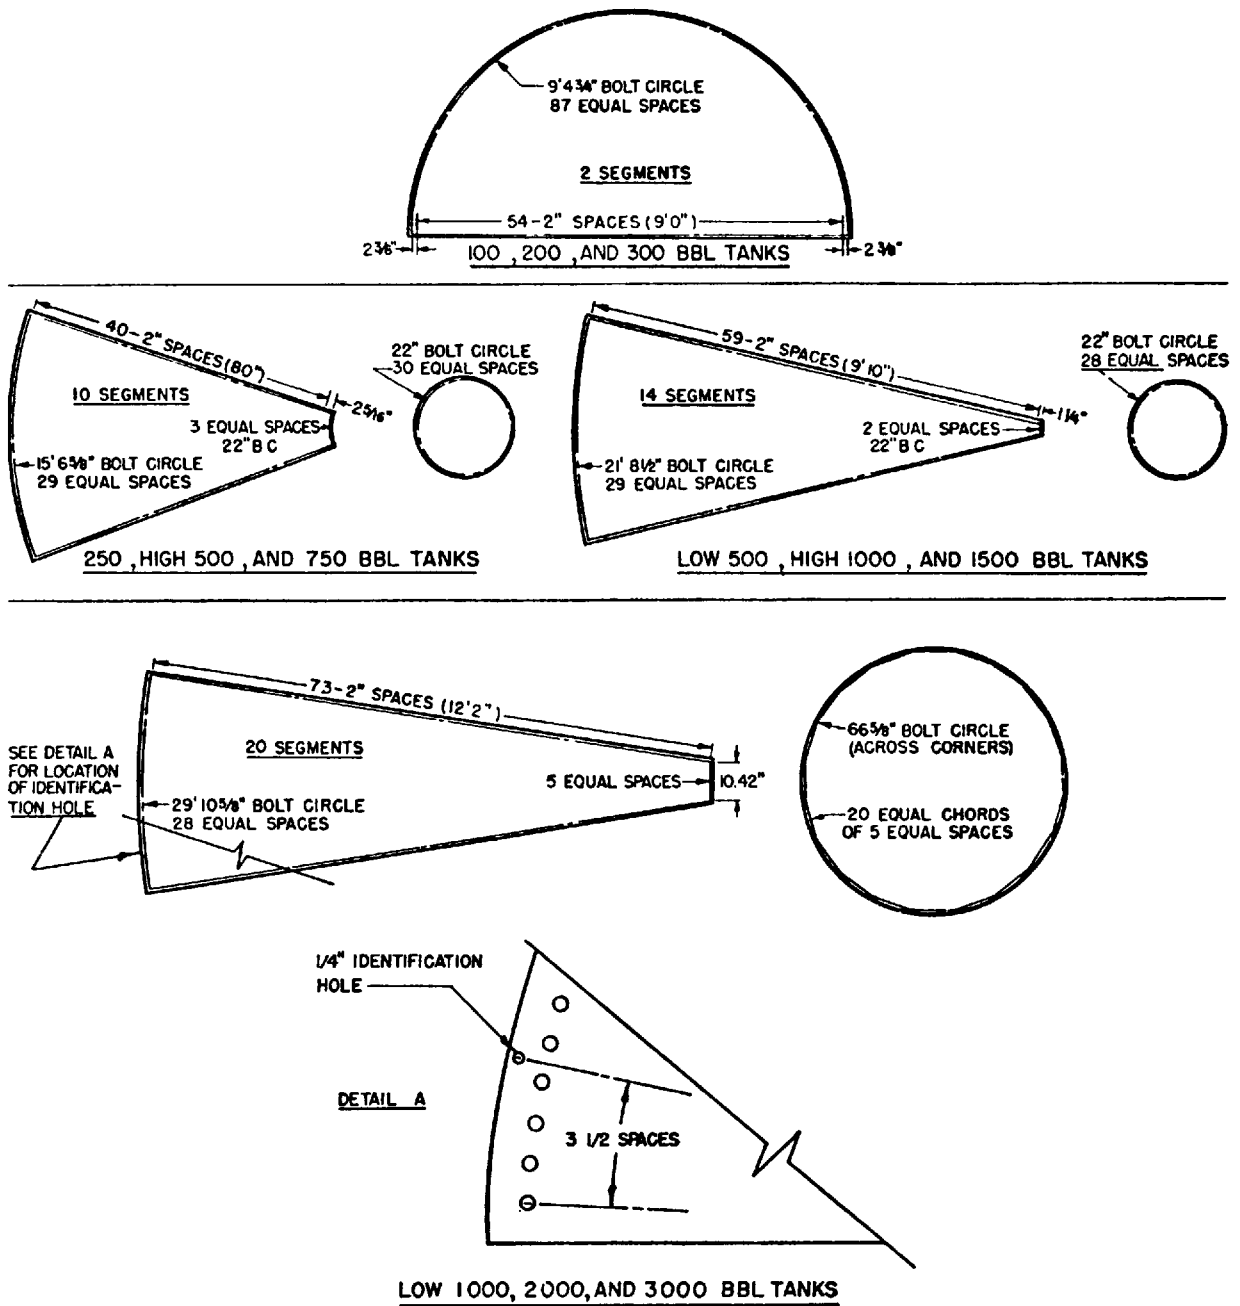 9'4¾" BOLT CIRCLE
87 EQUAL SPACES
2 SEGMENTS
54-2" SPACES (9'0")
2⅜"
2⅜"
100, 200, AND 300 BBL TANKS
40-2" SPACES (80")
10 SEGMENTS
2 5/16"
3 EQUAL SPACES
22" B C
15' 6⅝" BOLT CIRCLE
29 EQUAL SPACES
22" BOLT CIRCLE
30 EQUAL SPACES
250, HIGH 500, AND 750 BBL TANKS
59-2" SPACES (9'10")
14 SEGMENTS
1¼"
2 EQUAL SPACES
22" B C
21' 8½" BOLT CIRCLE
29 EQUAL SPACES
22" BOLT CIRCLE
28 EQUAL SPACES
LOW 500, HIGH 1000, AND 1500 BBL TANKS
73-2" SPACES (12'2")
20 SEGMENTS
SEE DETAIL A
FOR LOCATION
OF IDENTIFICA-
TION HOLE
5 EQUAL SPACES
10.42"
29' 10⅝" BOLT CIRCLE
28 EQUAL SPACES
66⅝" BOLT CIRCLE
(ACROSS CORNERS)
20 EQUAL CHORDS
OF 5 EQUAL SPACES
1/4" IDENTIFICATION
HOLE
DETAIL A
3 1/2 SPACES
LOW 1000, 2000, AND 3000 BBL TANKS